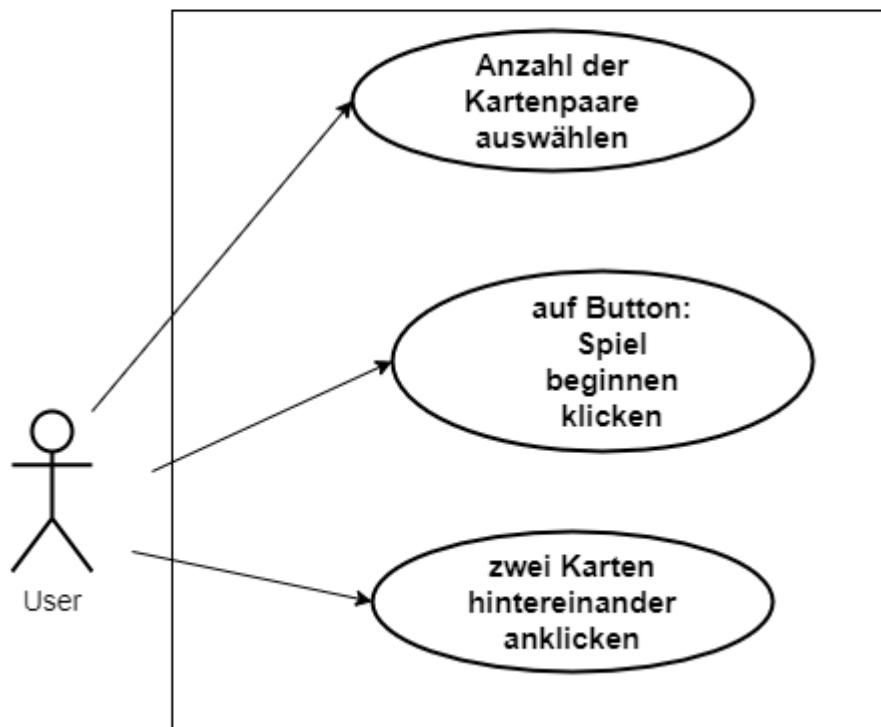 Anzahl der
Kartenpaare
auswählen
auf Button:
Spiel
beginnen
klicken
User
zwei Karten
hintereinander
anklicken